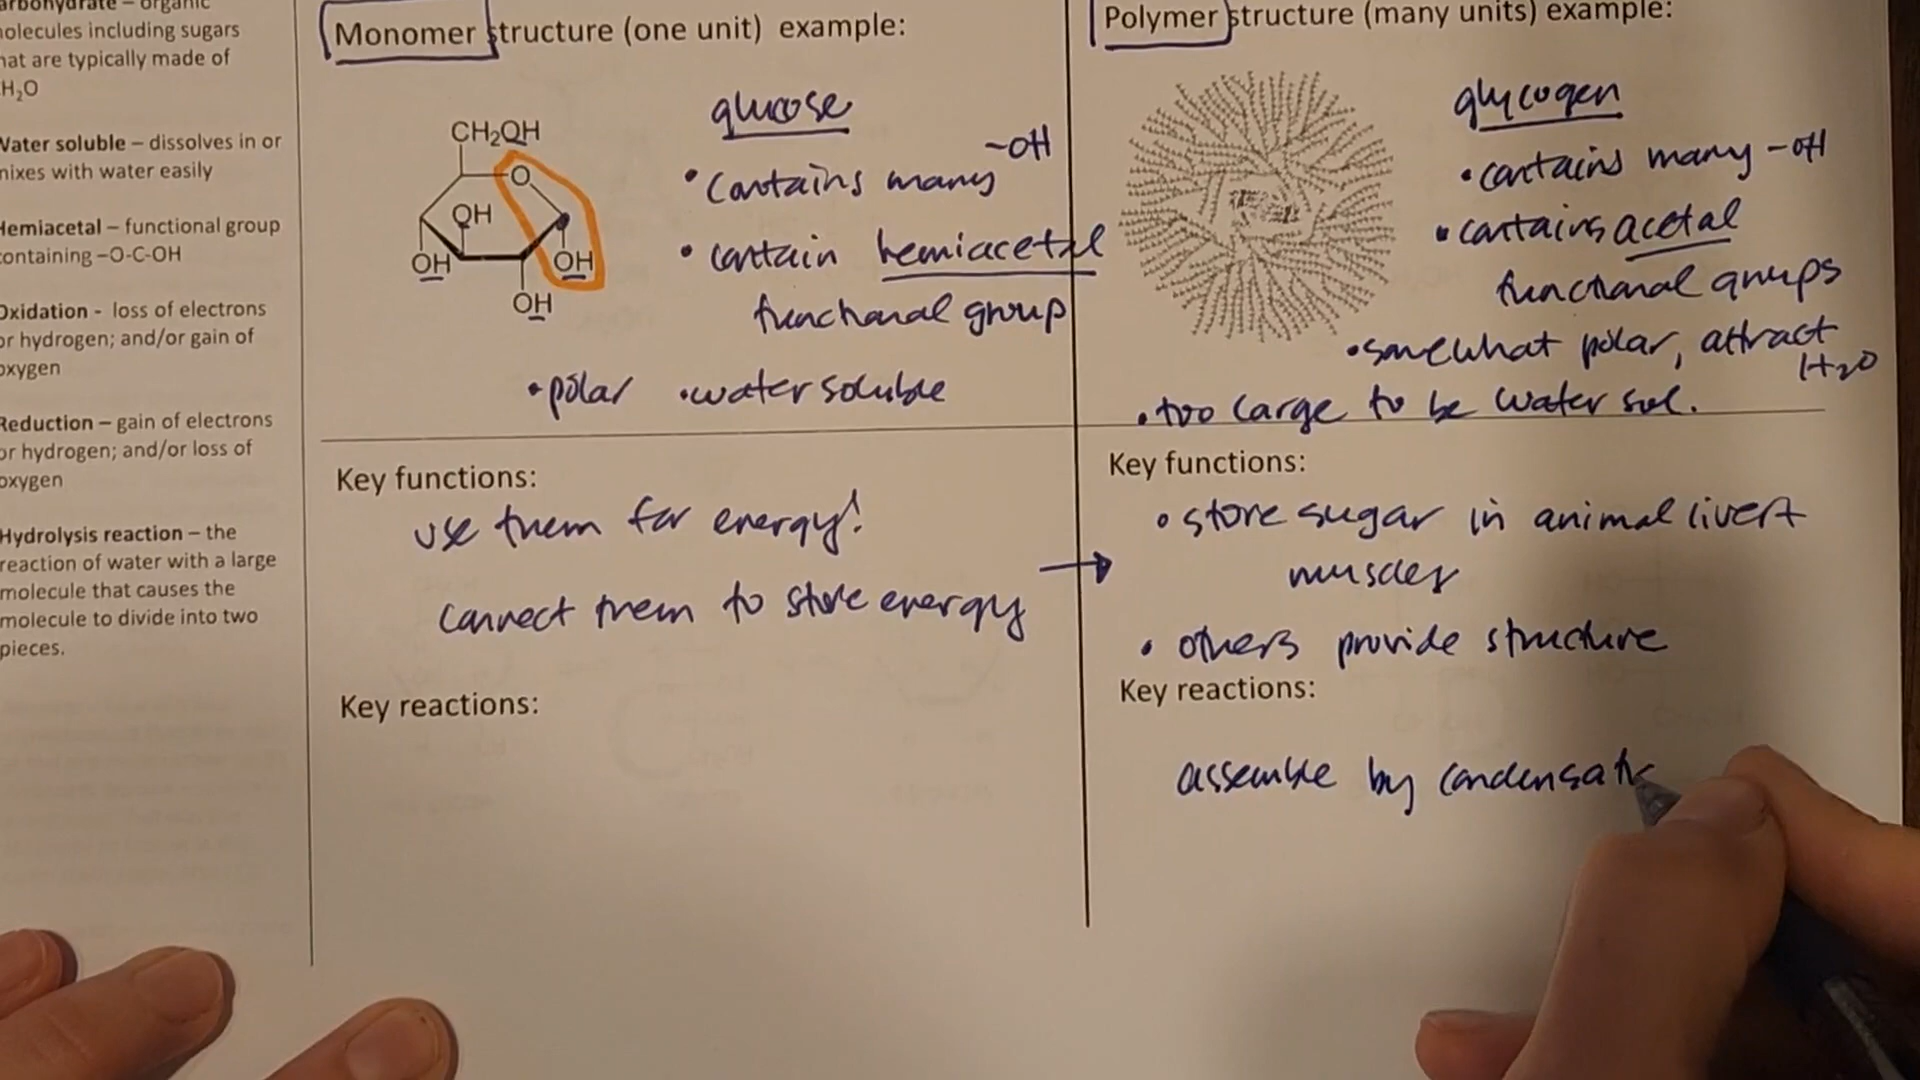 arbohydrate – organic
olecules including sugars
hat are typically made of
H₂O
Water soluble – dissolves in or
mixes with water easily
Hemiacetal – functional group
containing –O-C-OH
Oxidation - loss of electrons
or hydrogen; and/or gain of
oxygen
Reduction – gain of electrons
or hydrogen; and/or loss of
oxygen
Hydrolysis reaction – the
reaction of water with a large
molecule that causes the
molecule to divide into two
pieces.
Monomer structure (one unit) example:
CH₂OH
O
OH
OH
OH
OH
glucose
• contains many -OH
• contain hemiacetal
functional group
• polar • water soluble
Key functions:
use them for energy!
connect them to store energy →
Key reactions:
Polymer structure (many units) example:
glycogen
• contains many -OH
• contains acetal
functional groups
• somewhat polar, attract
H₂O
• too large to be water sol.
Key functions:
• store sugar in animal liver +
muscles
• others provide structure
Key reactions:
assemble by condensati